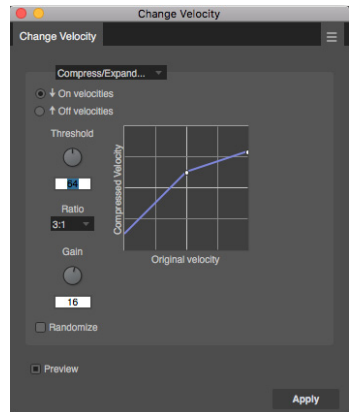 Change Velocity
Change Velocity
Compress/Expand...
On velocities
Off velocities
Threshold
64
Ratio
3:1
Gain
16
Compressed Velocity
Original velocity
Randomize
Preview
Apply